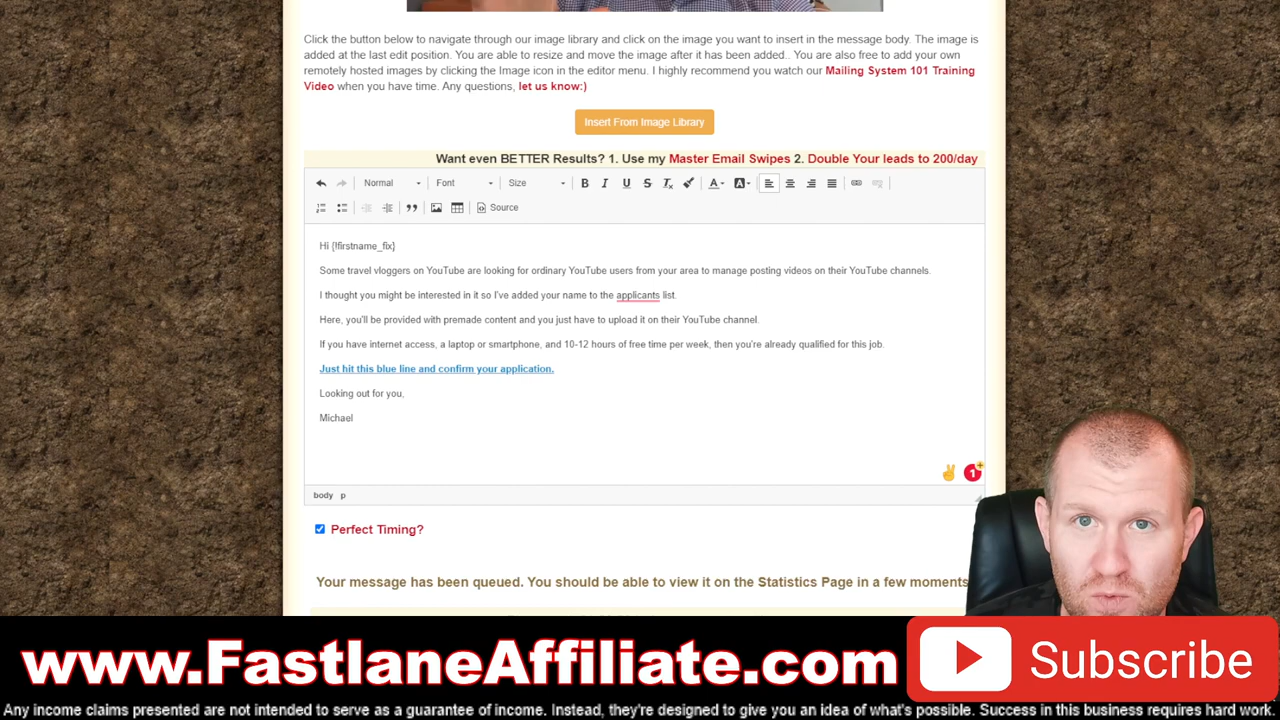 Click the button below to navigate through our image library and click on the image you want to insert in the message body. The image is
added at the last edit position. You are able to resize and move the image after it has been added.. You are also free to add your own
remotely hosted images by clicking the Image icon in the editor menu. I highly recommend you watch our Mailing System 101 Training
Video when you have time. Any questions, let us know:)
Insert From Image Library
Want even BETTER Results? 1. Use my Master Email Swipes 2. Double Your leads to 200/day
Normal Font Size B I U S Tx A A
Source
Hi {!firstname_fix}
Some travel vloggers on YouTube are looking for ordinary YouTube users from your area to manage posting videos on their YouTube channels.
I thought you might be interested in it so I've added your name to the applicants list.
Here, you'll be provided with premade content and you just have to upload it on their YouTube channel.
If you have internet access, a laptop or smartphone, and 10-12 hours of free time per week, then you're already qualified for this job.
Just hit this blue line and confirm your application.
Looking out for you,
Michael
1
body p
Perfect Timing?
Your message has been queued. You should be able to view it on the Statistics Page in a few moments
www.FastlaneAffiliate.com
Subscribe
Any income claims presented are not intended to serve as a guarantee of income. Instead, they're designed to give you an idea of what's possible. Success in this business requires hard work.